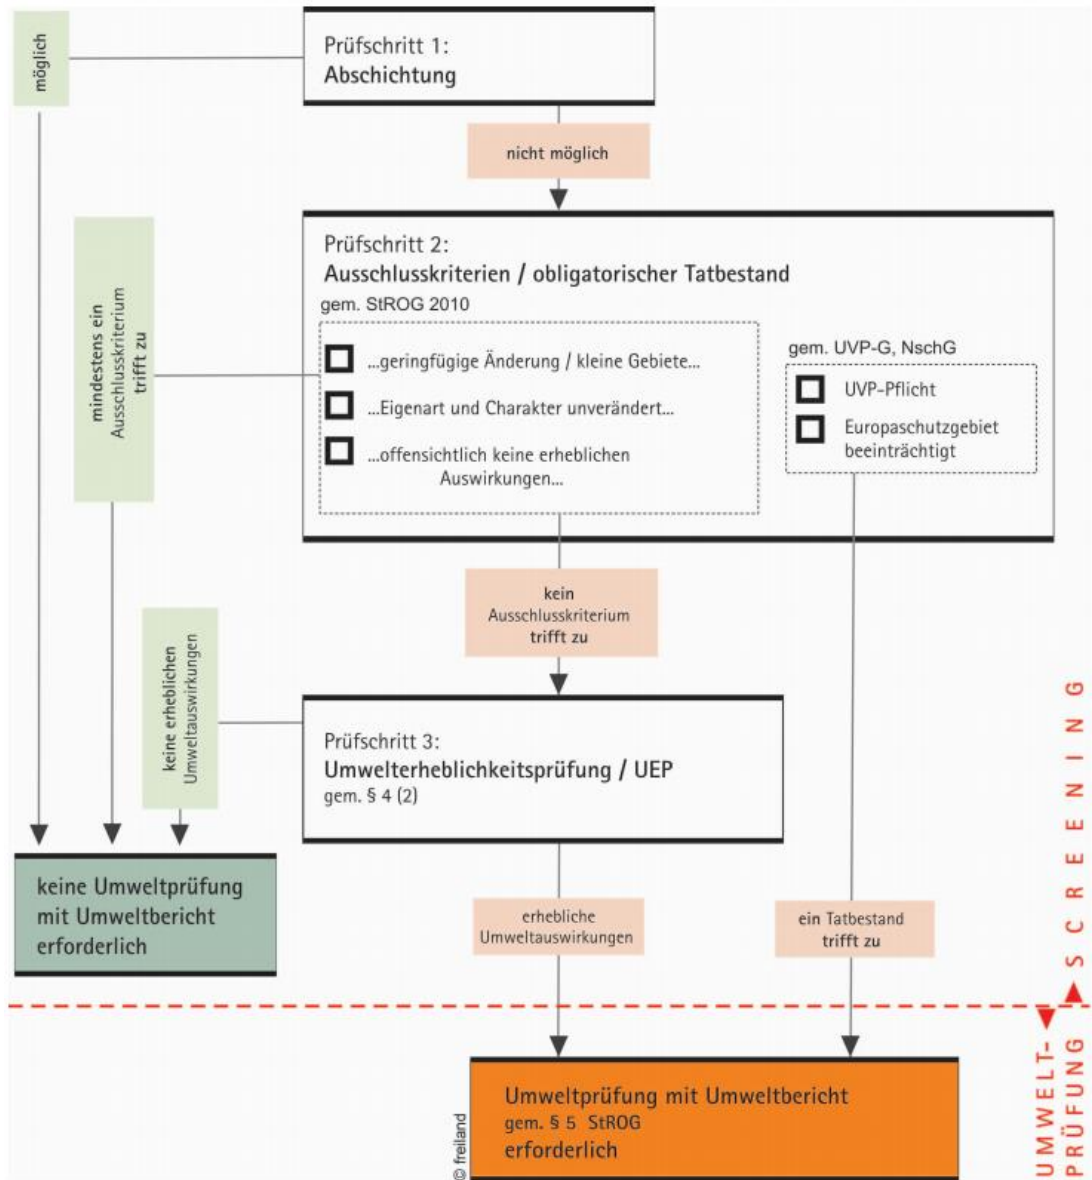 möglich
Prüfschritt 1:
Abschichtung
nicht möglich
mindestens ein
Ausschlusskriterium
trifft zu
Prüfschritt 2:
Ausschlusskriterien / obligatorischer Tatbestand
gem. StROG 2010
...geringfügige Änderung / kleine Gebiete...
...Eigenart und Charakter unverändert...
...offensichtlich keine erheblichen
Auswirkungen...
gem. UVP-G, NschG
UVP-Pflicht
Europaschutzgebiet
beeinträchtigt
kein
Ausschlusskriterium
trifft zu
keine erheblichen
Umweltauswirkungen
Prüfschritt 3:
Umwelterheblichkeitsprüfung / UEP
gem. § 4 (2)
keine Umweltprüfung
mit Umweltbericht
erforderlich
erhebliche
Umweltauswirkungen
ein Tatbestand
trifft zu
SCREENING
UMWELT-
PRÜFUNG
Umweltprüfung mit Umweltbericht
gem. § 5 StROG
erforderlich
© freiland